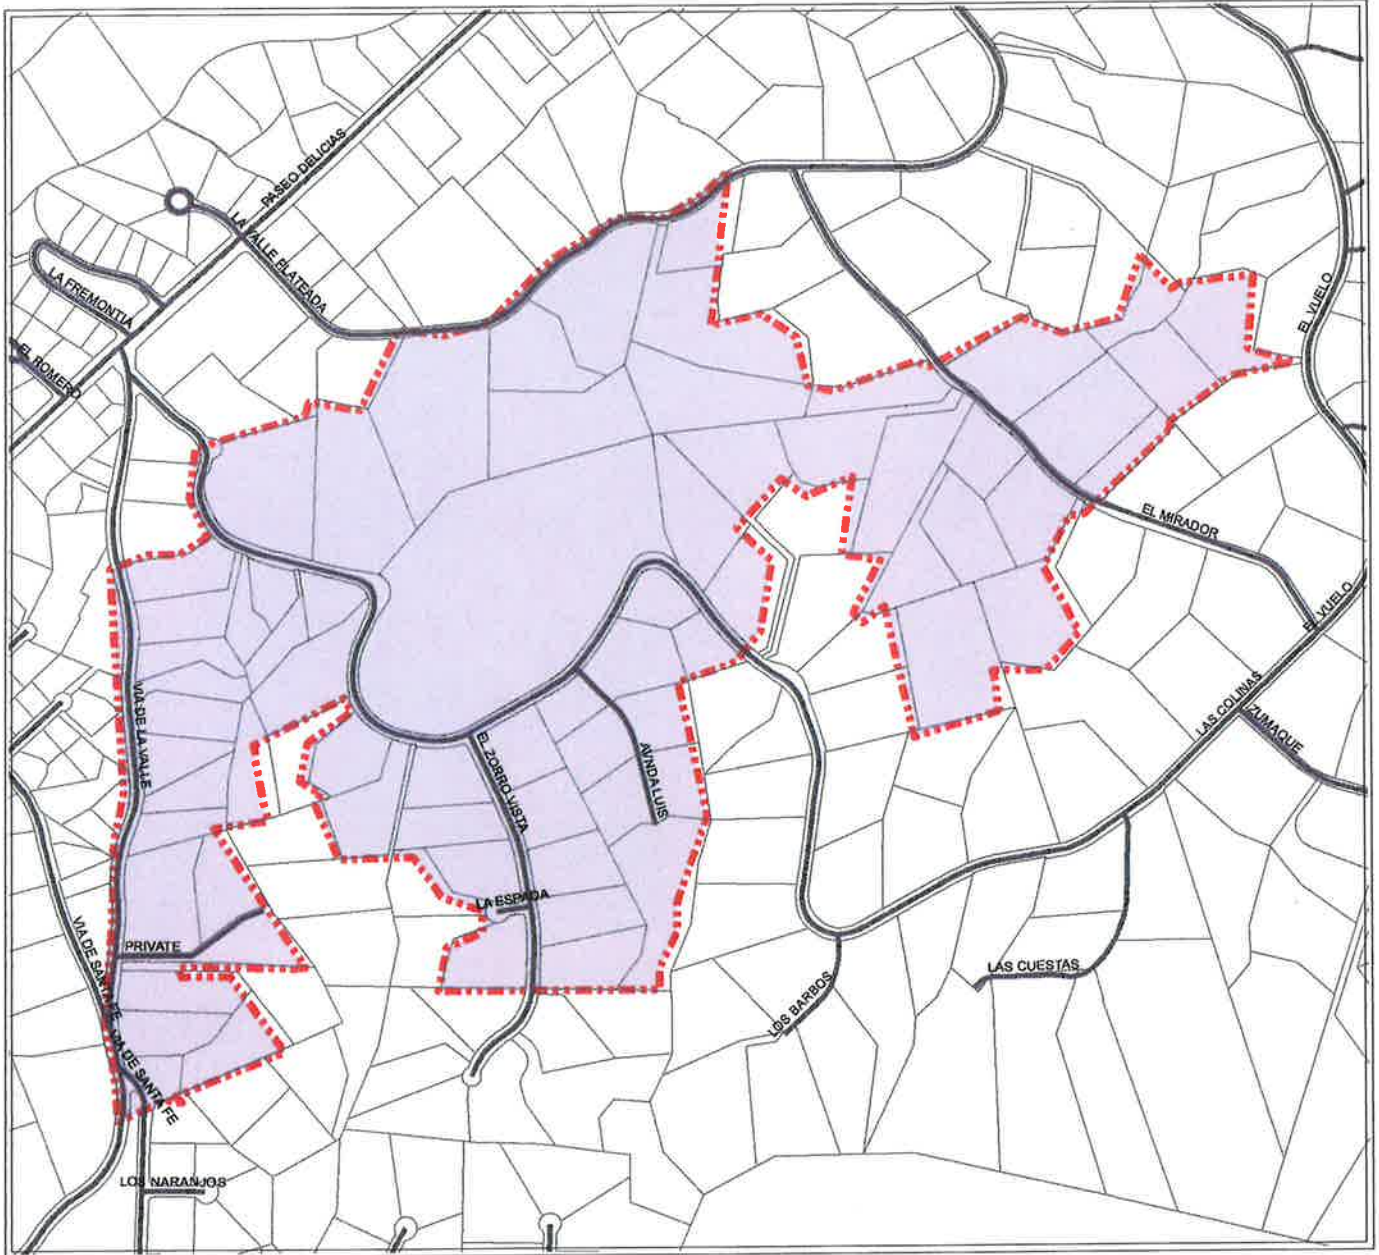 PASEO DELICIAS
LA VALLE PLATEADA
LA FREMONTIA
EL ROMERO
EL VUELO
EL MIRADOR
EL VUELO
LAS COLINAS
ZUMAQUE
VIA DE LA VALLE
EL ZORRO VISTA
AVNDA LUIS
LA ESPADA
PRIVATE
VIA DE SANTA FE
VIA DE SANTA FE
LAS CUESTAS
LOS BARBOS
LOS NARANJOS